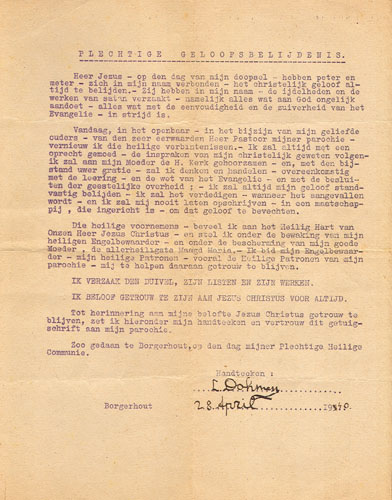 PLECHTIGE GELOOFSBELIJDENIS.
Heer Jezus - op den dag van mijn doopsel - hebben peter en
meter - zich in mijn naam verbonden - het christelijk geloof al-
tijd te belijden.- Zij hebben in mijn naam - de ijdelheden en de
werken van satan verzaakt - namelijk alles wat aan God ongelijk
aandoet - alles wat met de eenvoudigheid en de zuiverheid van het
Evangelie - in strijd is.
Vandaag, in het openbaar - in het bijzijn van mijn geliefde
ouders - van den zeer eerwaarden Heer Pastoor mijner parochie -
vernieuw ik die heilige verbintenissen.- Ik zal altijd met een
oprecht gemoed - de inspraken van mijn christelijk geweten volgen-
ik zal aan mijn Moeder de H. Kerk gehoorzamen - en, met den bij-
stand uwer gratie - zal ik denken en handelen - overeenkomstig
met de leering - en de wet van het Evangelie - en met de beslui-
ten der geestelijke overheid ; - ik zal altijd mijn geloof stand-
vastig belijden - ik zal het verdedigen - wanneer het aangevallen
wordt - en ik zal mij nooit laten opschrijven - in een maatschap-
pij , die ingericht is - om dat geloof te bevechten.
Die heilige voornemens - beveel ik aan het Heilig Hart van
Onzen Heer Jezus Christus - en stel ik onder de bewaking van mijn
heiligen Engelbewaarder - en onder de bescherming van mijn goede
Moeder , de allerheiligste Maagd Maria.- Ik bid mijn Engelbewaar-
der - mijn heilige Patronen - vooral de Heilige Patronen van mijn
parochie - mij te helpen daaraan getrouw te blijven.
IK VERZAAK DEN DUIVEL, ZIJN LISTEN EN ZIJN WERKEN.
IK BELOOF GETROUW TE ZIJN AAN JEZUS CHRISTUS VOOR ALTIJD.
Tot herinnering aan mijne belofte Jezus Christus getrouw te
blijven, zet ik hieronder mijn handteeken en vertrouw dit getuig-
schrift aan mijn parochie.
Zoo gedaan te Borgerhout,op den dag mijner Plechtige Heilige
Communie.
Handteeken :
L. Dohmen
Borgerhout 28 April